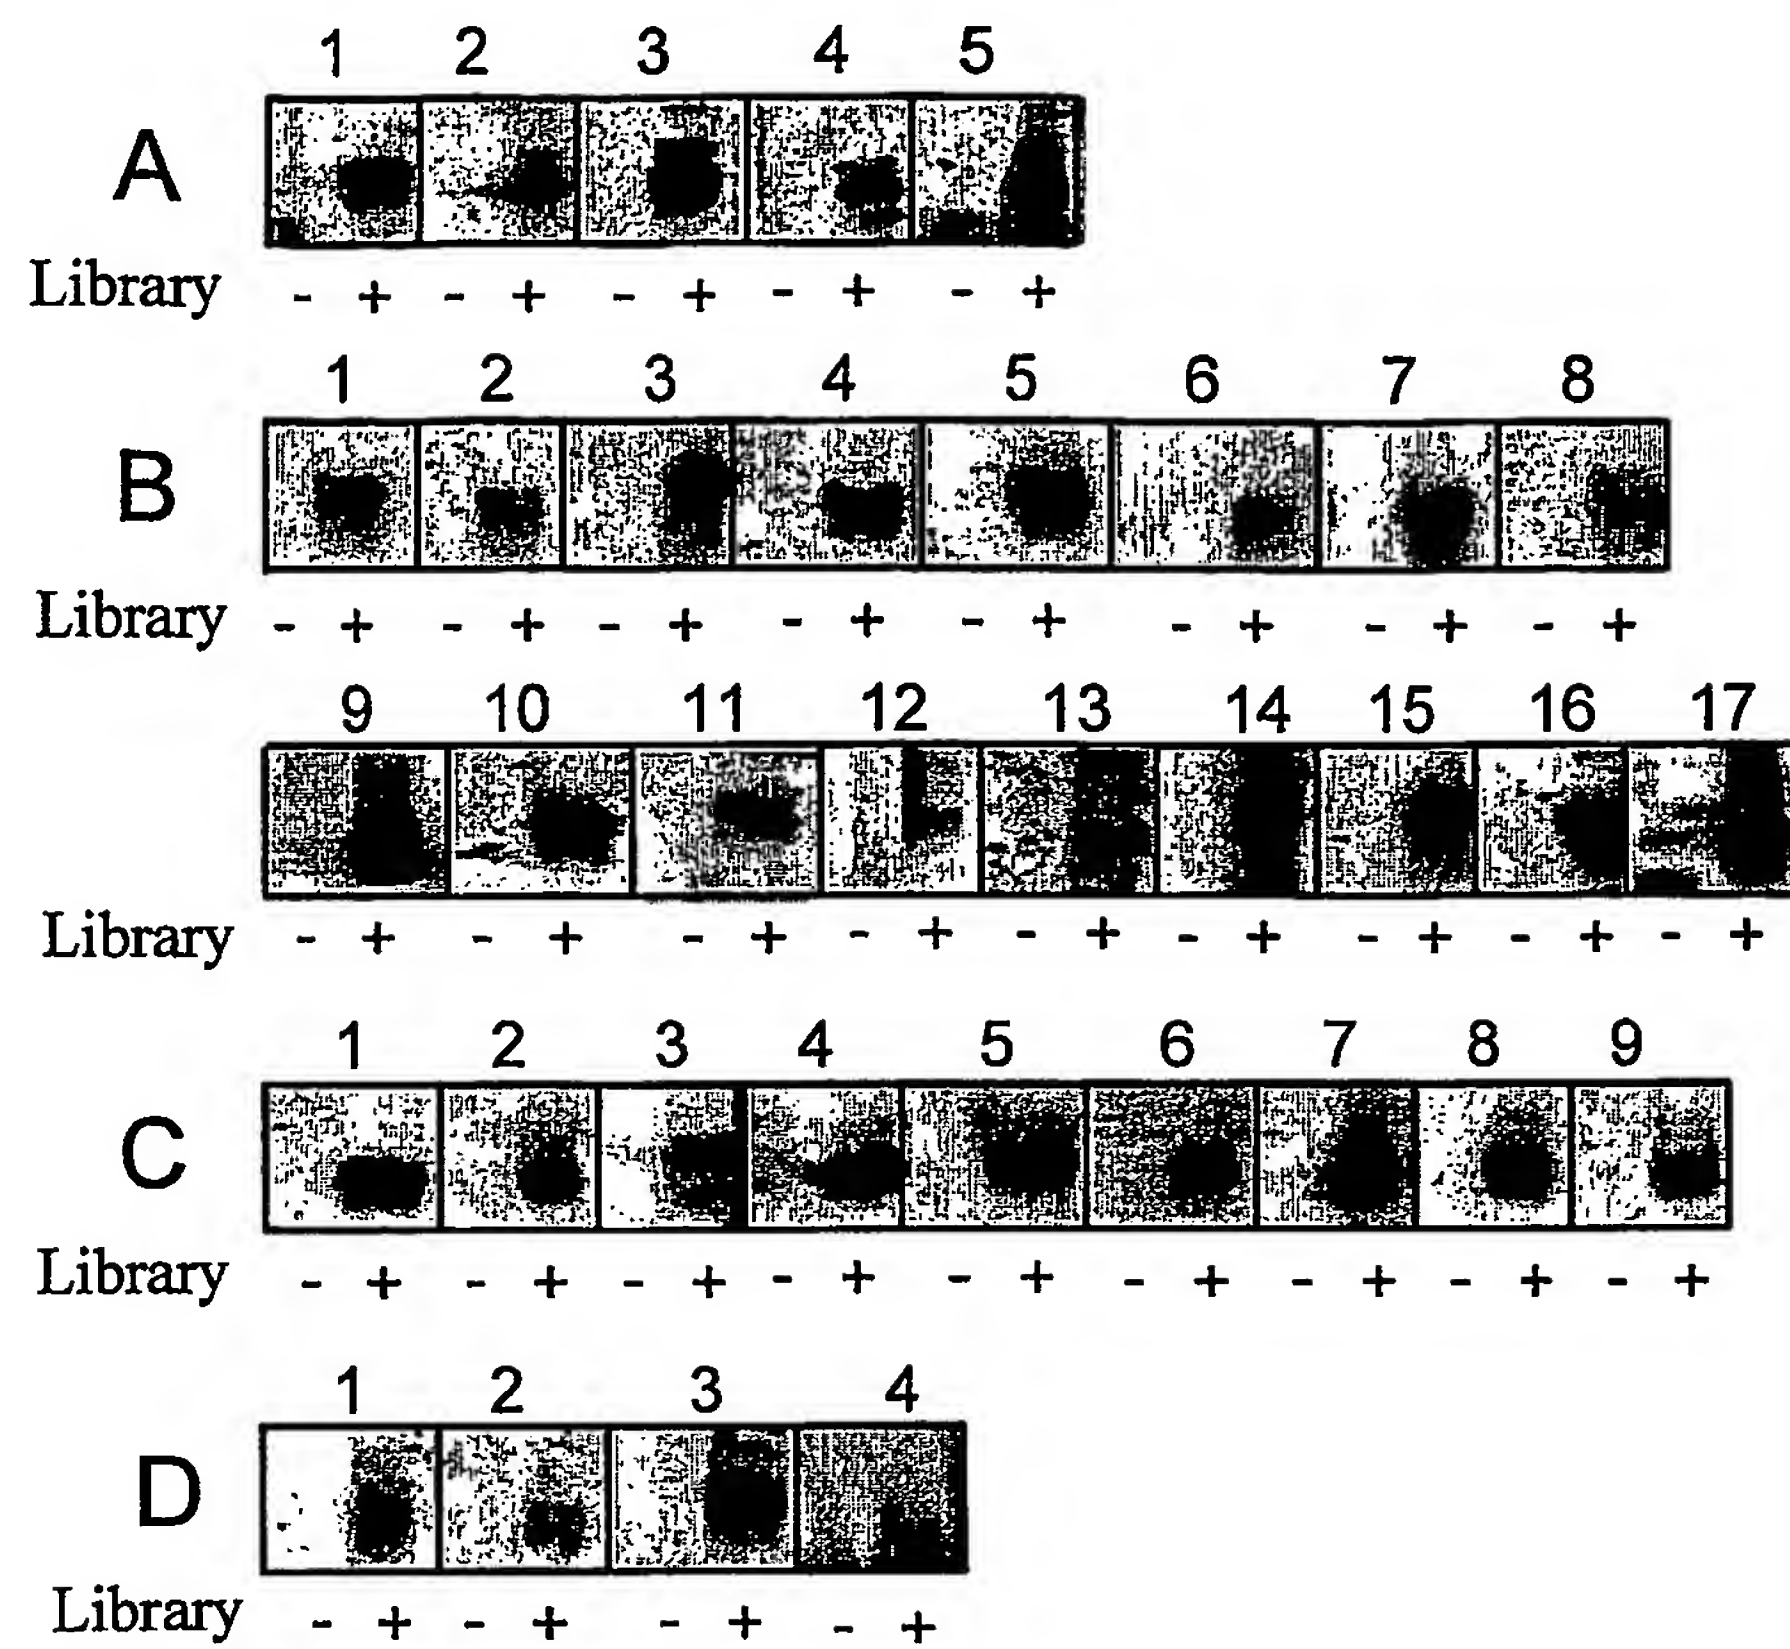 1 2 3 4 5
A
Library - + - + - + - + - +
1 2 3 4 5 6 7 8
B
Library - + - + - + - + - + - + - + - +
9 10 11 12 13 14 15 16 17
Library - + - + - + - + - + - + - + - + - +
1 2 3 4 5 6 7 8 9
C
Library - + - + - + - + - + - + - + - + - +
1 2 3 4
D
Library - + - + - + - +